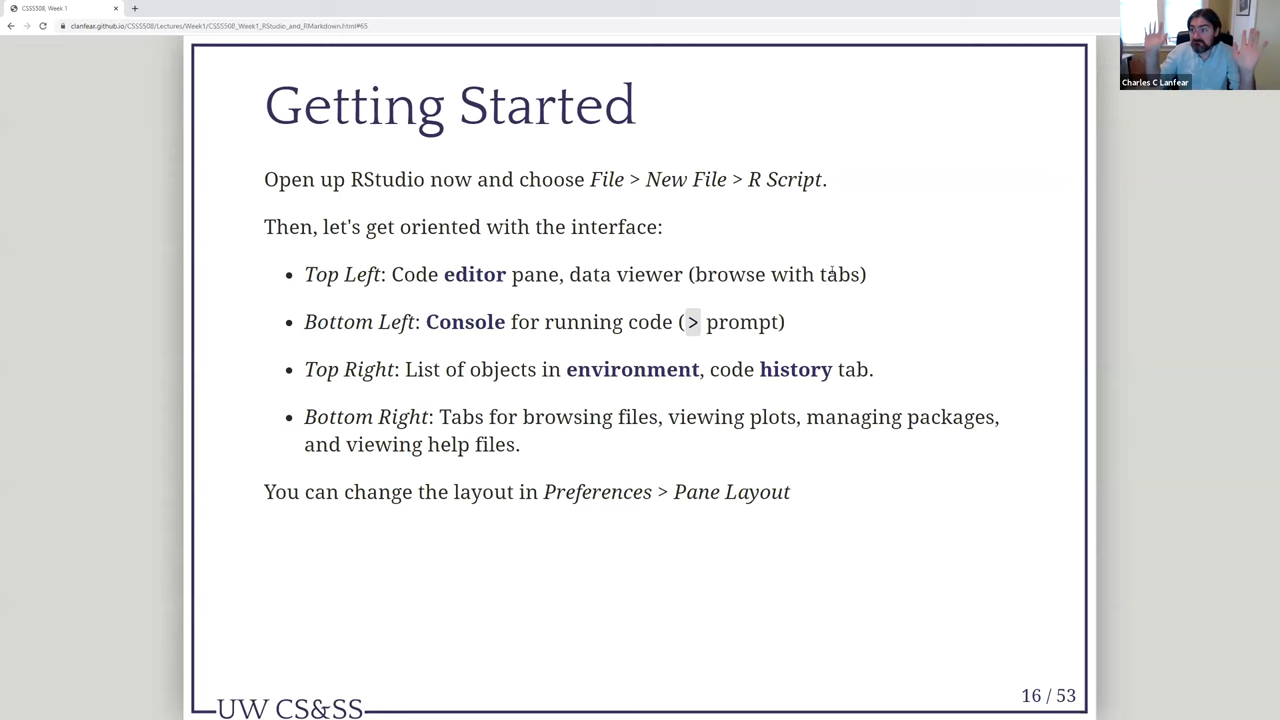 CSSS508, Week 1
clanfear.github.io/CSSS508/Lectures/Week1/CSSS508_Week1_RStudio_and_RMarkdown.html#65
Charles C Lanfear
Getting Started
Open up RStudio now and choose File > New File > R Script.
Then, let's get oriented with the interface:
• Top Left: Code editor pane, data viewer (browse with tabs)
• Bottom Left: Console for running code (> prompt)
• Top Right: List of objects in environment, code history tab.
• Bottom Right: Tabs for browsing files, viewing plots, managing packages,
and viewing help files.
You can change the layout in Preferences > Pane Layout
UW CS&SS
16 / 53